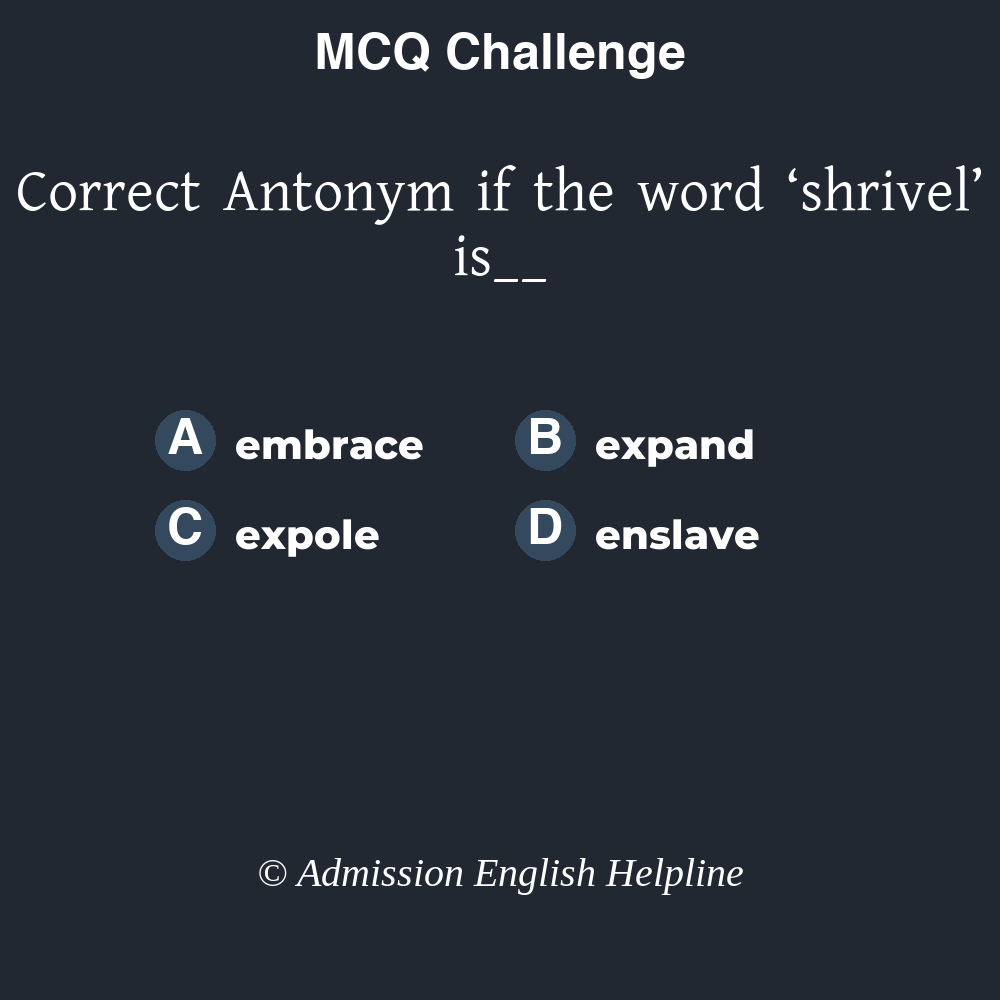 MCQ Challenge
Correct Antonym if the word ‘shrivel’
is__
A embrace B expand
C expole D enslave
© Admission English Helpline